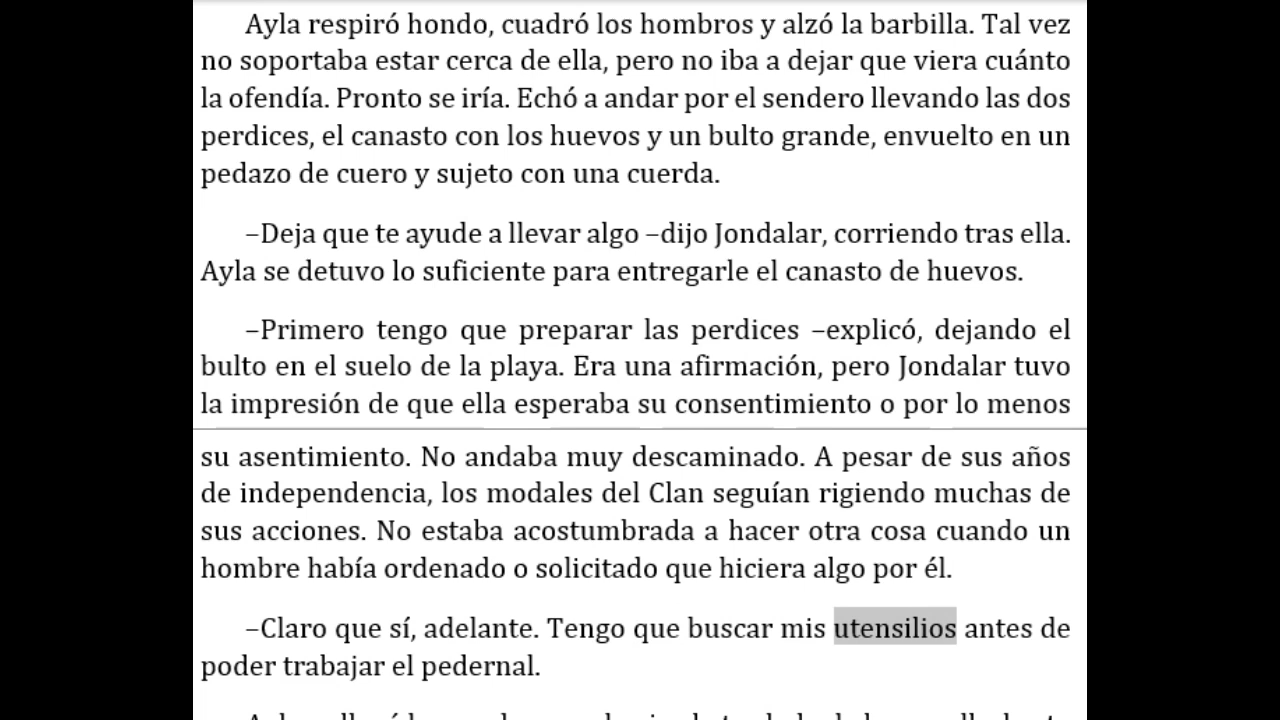 Ayla respiró hondo, cuadró los hombros y alzó la barbilla. Tal vez
no soportaba estar cerca de ella, pero no iba a dejar que viera cuánto
la ofendía. Pronto se iría. Echó a andar por el sendero llevando las dos
perdices, el canasto con los huevos y un bulto grande, envuelto en un
pedazo de cuero y sujeto con una cuerda.
–Deja que te ayude a llevar algo –dijo Jondalar, corriendo tras ella.
Ayla se detuvo lo suficiente para entregarle el canasto de huevos.
–Primero tengo que preparar las perdices –explicó, dejando el
bulto en el suelo de la playa. Era una afirmación, pero Jondalar tuvo
la impresión de que ella esperaba su consentimiento o por lo menos
su asentimiento. No andaba muy descaminado. A pesar de sus años
de independencia, los modales del Clan seguían rigiendo muchas de
sus acciones. No estaba acostumbrada a hacer otra cosa cuando un
hombre había ordenado o solicitado que hiciera algo por él.
–Claro que sí, adelante. Tengo que buscar mis utensilios antes de
poder trabajar el pedernal.